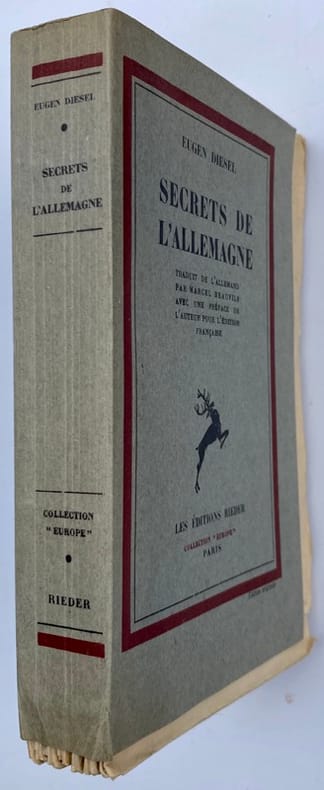 EUGEN DIESEL
SECRETS
DE
L'ALLEMAGNE
COLLECTION
"EUROPE"
RIEDER
EUGEN DIESEL
SECRETS DE
L'ALLEMAGNE
TRADUIT DE L'ALLEMAND
PAR MARCEL BEAUFILS
AVEC UNE PRÉFACE DE
L'AUTEUR POUR L'ÉDITION
FRANÇAISE
LES ÉDITIONS RIEDER
COLLECTION "EUROPE"
PARIS